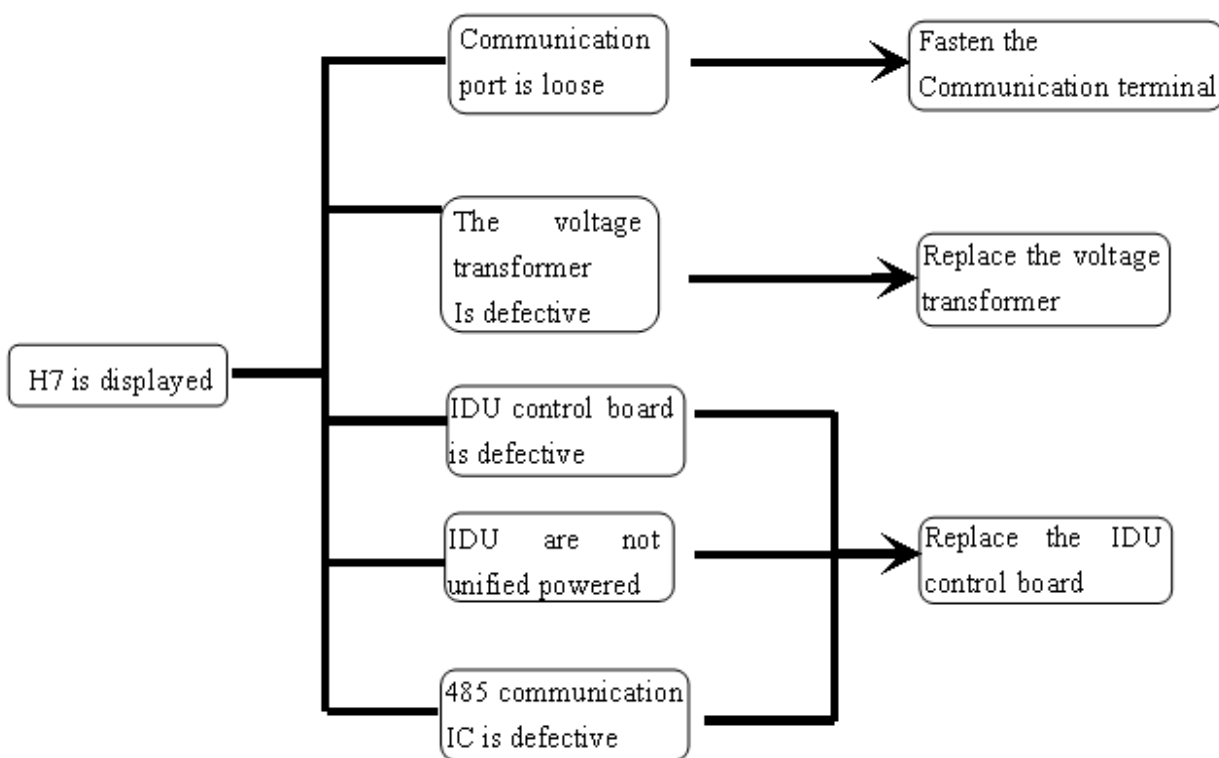 Communication
port is loose
Fasten the
Communication terminal
The voltage
transformer
Is defective
Replace the voltage
transformer
H7 is displayed
IDU control board
is defective
IDU are not
unified powered
Replace the IDU
control board
485 communication
IC is defective